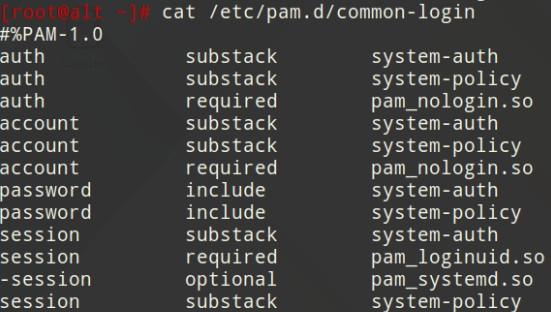 [root@alt ~]# cat /etc/pam.d/common-login
#%PAM-1.0
auth substack system-auth
auth substack system-policy
auth required pam_nologin.so
account substack system-auth
account substack system-policy
account required pam_nologin.so
password include system-auth
password include system-policy
session substack system-auth
session required pam_loginuid.so
-session optional pam_systemd.so
session substack system-policy